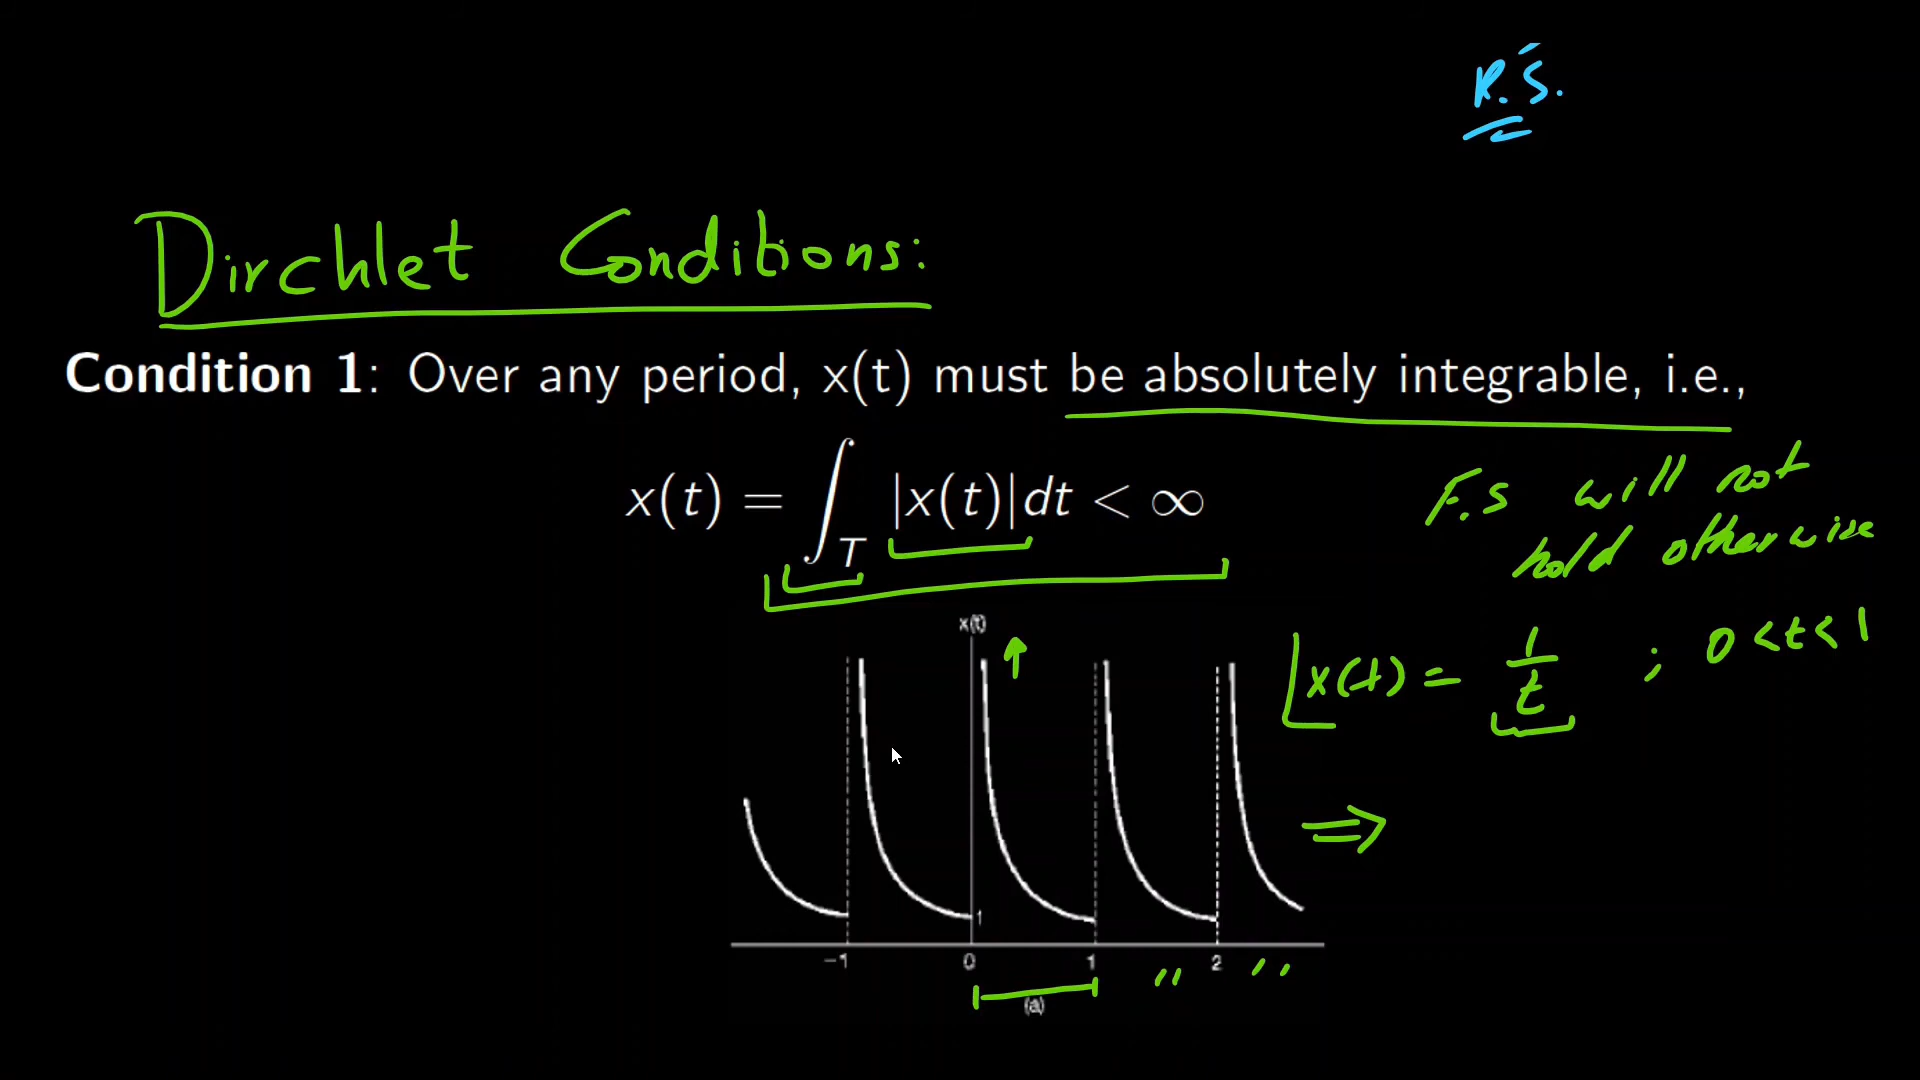 R.S.
Dirchlet Conditions:
Condition 1: Over any period, x(t) must be absolutely integrable, i.e.,
x(t) = ∫_T |x(t)|dt < ∞
F.S will not
hold otherwise
x(t) = 1/t ; 0<t<1
⇒
x(t)
1
−1 0 1 2
(a)